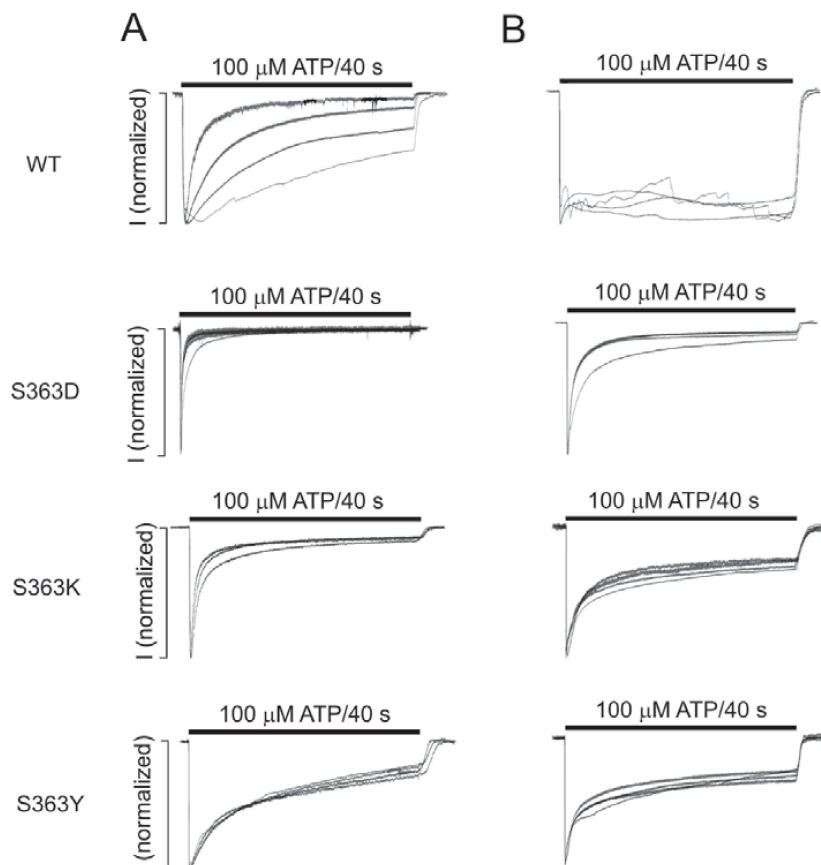 A B
100 μM ATP/40 s 100 μM ATP/40 s
WT
I (normalized)
100 μM ATP/40 s 100 μM ATP/40 s
S363D
I (normalized)
100 μM ATP/40 s 100 μM ATP/40 s
S363K
I (normalized)
100 μM ATP/40 s 100 μM ATP/40 s
S363Y
(normalized)